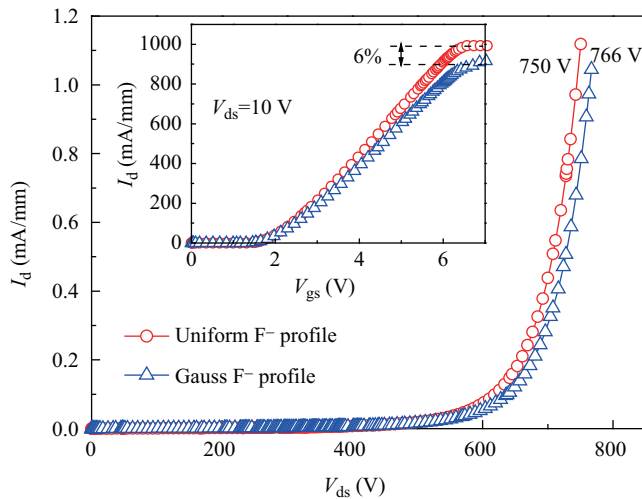 1.2
1.0
0.8
0.6
0.4
0.2
0.0
I_d (mA/mm)
0
200
400
600
800
V_ds (V)
1000
800
600
400
200
0
I_d (mA/mm)
0
2
4
6
V_gs (V)
6%
V_ds=10 V
750 V
766 V
Uniform F⁻ profile
Gauss F⁻ profile